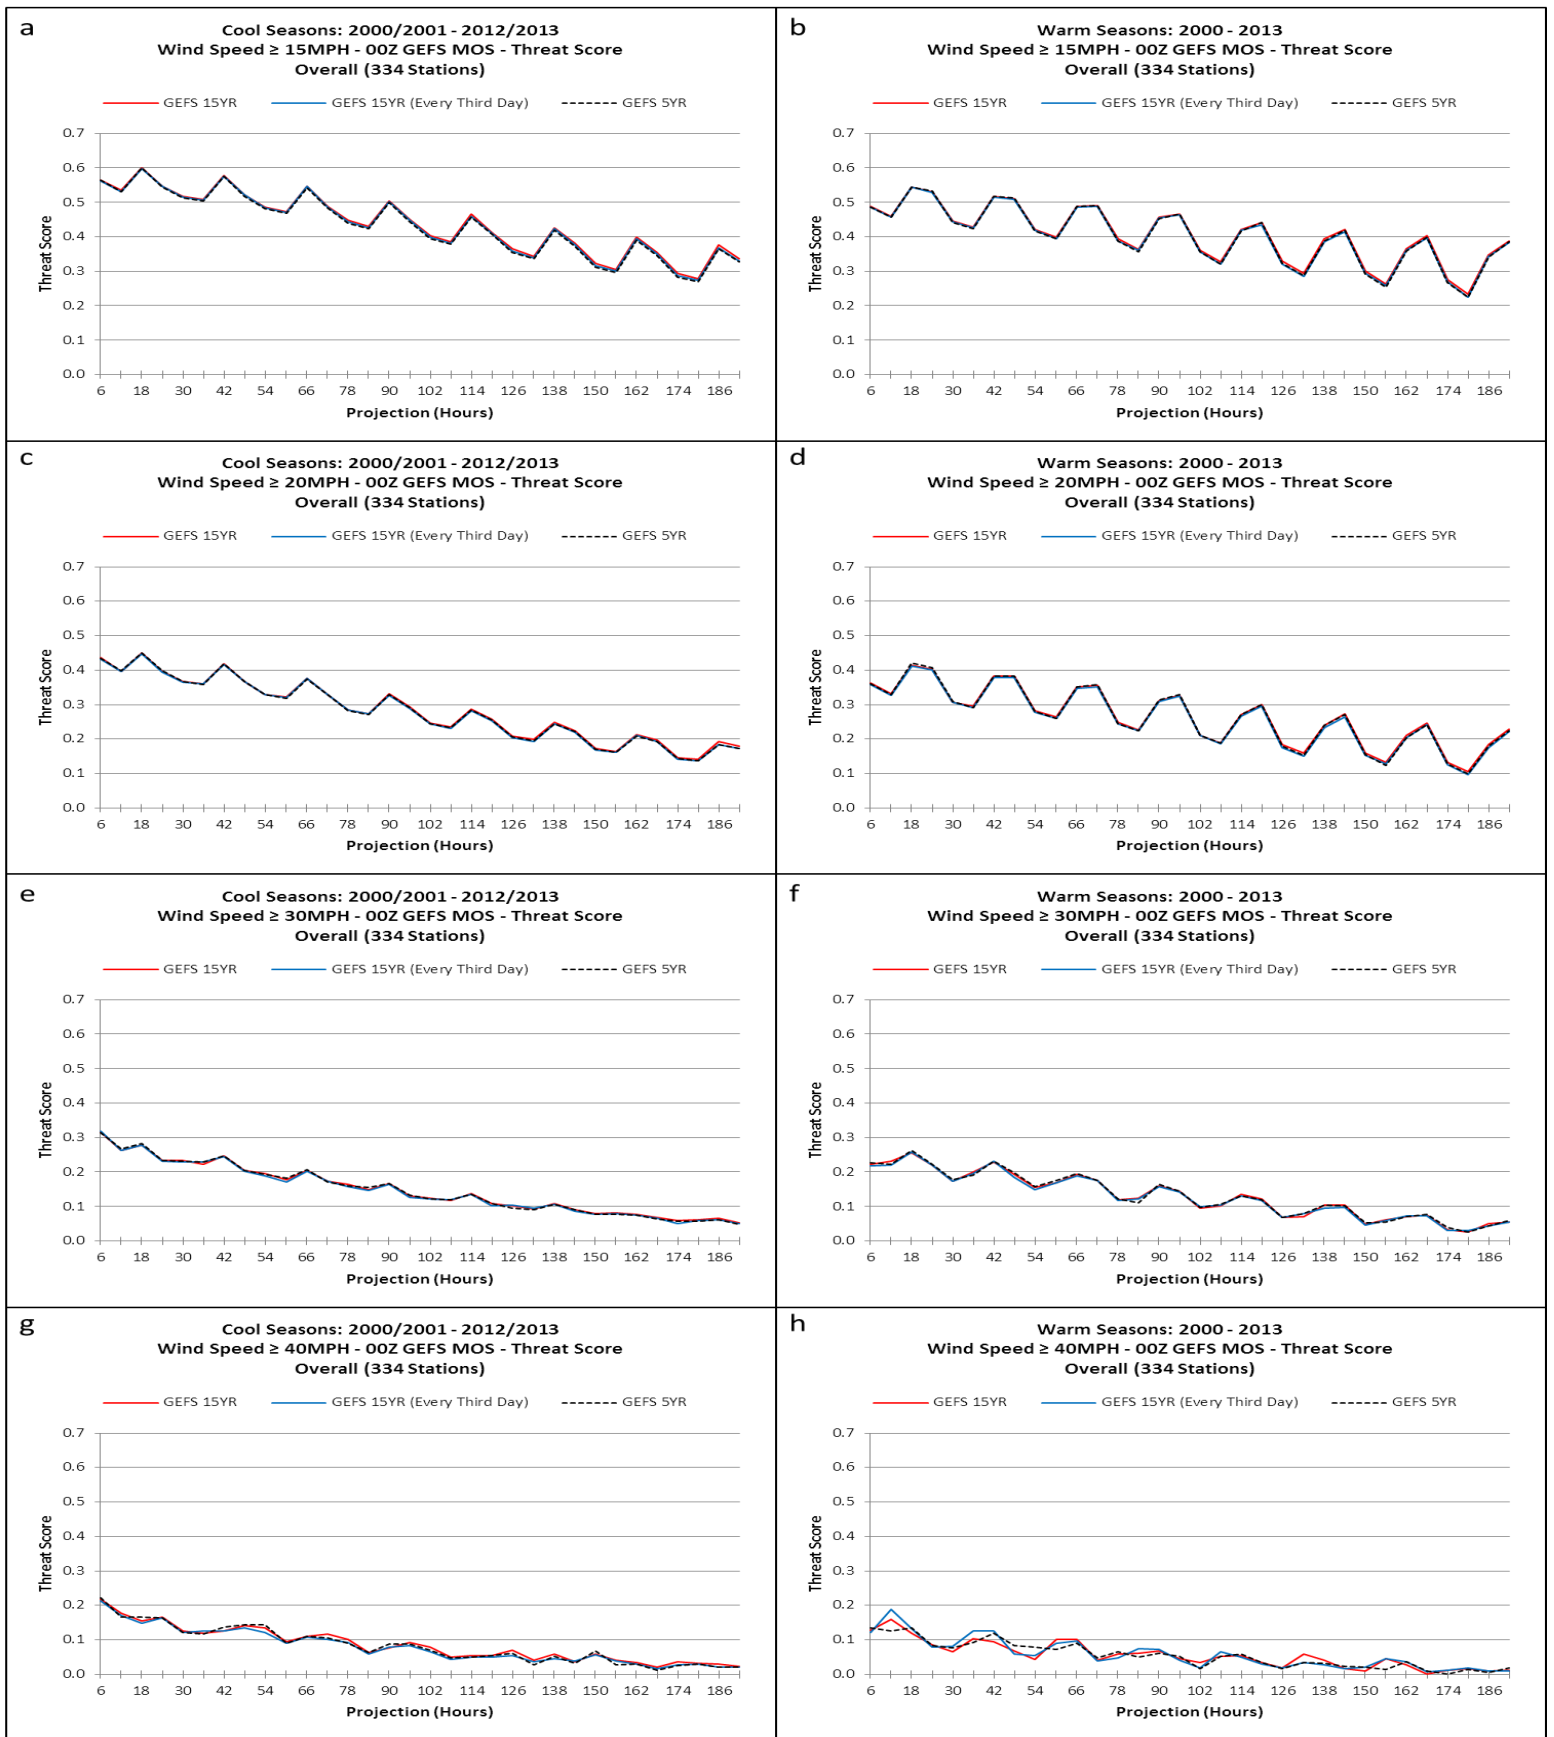 a
Cool Seasons: 2000/2001 - 2012/2013
Wind Speed ≥ 15MPH - 00Z GEFS MOS - Threat Score
Overall (334 Stations)
GEFS 15YR GEFS 15YR (Every Third Day) GEFS 5YR
0.7
0.6
0.5
0.4
0.3
0.2
0.1
0.0
Threat Score
6 18 30 42 54 66 78 90 102 114 126 138 150 162 174 186
Projection (Hours)
b
Warm Seasons: 2000 - 2013
Wind Speed ≥ 15MPH - 00Z GEFS MOS - Threat Score
Overall (334 Stations)
GEFS 15YR GEFS 15YR (Every Third Day) GEFS 5YR
0.7
0.6
0.5
0.4
0.3
0.2
0.1
0.0
Threat Score
6 18 30 42 54 66 78 90 102 114 126 138 150 162 174 186
Projection (Hours)
c
Cool Seasons: 2000/2001 - 2012/2013
Wind Speed ≥ 20MPH - 00Z GEFS MOS - Threat Score
Overall (334 Stations)
GEFS 15YR GEFS 15YR (Every Third Day) GEFS 5YR
0.7
0.6
0.5
0.4
0.3
0.2
0.1
0.0
Threat Score
6 18 30 42 54 66 78 90 102 114 126 138 150 162 174 186
Projection (Hours)
d
Warm Seasons: 2000 - 2013
Wind Speed ≥ 20MPH - 00Z GEFS MOS - Threat Score
Overall (334 Stations)
GEFS 15YR GEFS 15YR (Every Third Day) GEFS 5YR
0.7
0.6
0.5
0.4
0.3
0.2
0.1
0.0
Threat Score
6 18 30 42 54 66 78 90 102 114 126 138 150 162 174 186
Projection (Hours)
e
Cool Seasons: 2000/2001 - 2012/2013
Wind Speed ≥ 30MPH - 00Z GEFS MOS - Threat Score
Overall (334 Stations)
GEFS 15YR GEFS 15YR (Every Third Day) GEFS 5YR
0.7
0.6
0.5
0.4
0.3
0.2
0.1
0.0
Threat Score
6 18 30 42 54 66 78 90 102 114 126 138 150 162 174 186
Projection (Hours)
f
Warm Seasons: 2000 - 2013
Wind Speed ≥ 30MPH - 00Z GEFS MOS - Threat Score
Overall (334 Stations)
GEFS 15YR GEFS 15YR (Every Third Day) GEFS 5YR
0.7
0.6
0.5
0.4
0.3
0.2
0.1
0.0
Threat Score
6 18 30 42 54 66 78 90 102 114 126 138 150 162 174 186
Projection (Hours)
g
Cool Seasons: 2000/2001 - 2012/2013
Wind Speed ≥ 40MPH - 00Z GEFS MOS - Threat Score
Overall (334 Stations)
GEFS 15YR GEFS 15YR (Every Third Day) GEFS 5YR
0.7
0.6
0.5
0.4
0.3
0.2
0.1
0.0
Threat Score
6 18 30 42 54 66 78 90 102 114 126 138 150 162 174 186
Projection (Hours)
h
Warm Seasons: 2000 - 2013
Wind Speed ≥ 40MPH - 00Z GEFS MOS - Threat Score
Overall (334 Stations)
GEFS 15YR GEFS 15YR (Every Third Day) GEFS 5YR
0.7
0.6
0.5
0.4
0.3
0.2
0.1
0.0
Threat Score
6 18 30 42 54 66 78 90 102 114 126 138 150 162 174 186
Projection (Hours)